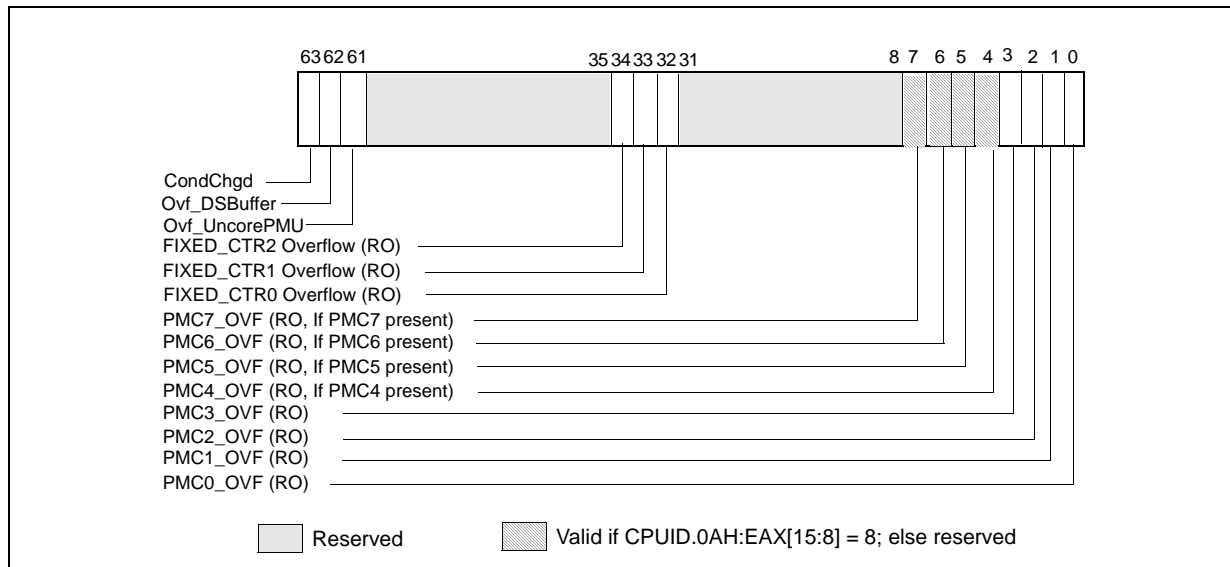 63 62 61 35 34 33 32 31 8 7 6 5 4 3 2 1 0
CondChgd
Ovf_DSBuffer
Ovf_UncorePMU
FIXED_CTR2 Overflow (RO)
FIXED_CTR1 Overflow (RO)
FIXED_CTR0 Overflow (RO)
PMC7_OVF (RO, If PMC7 present)
PMC6_OVF (RO, If PMC6 present)
PMC5_OVF (RO, If PMC5 present)
PMC4_OVF (RO, If PMC4 present)
PMC3_OVF (RO)
PMC2_OVF (RO)
PMC1_OVF (RO)
PMC0_OVF (RO)
Reserved Valid if CPUID.0AH:EAX[15:8] = 8; else reserved